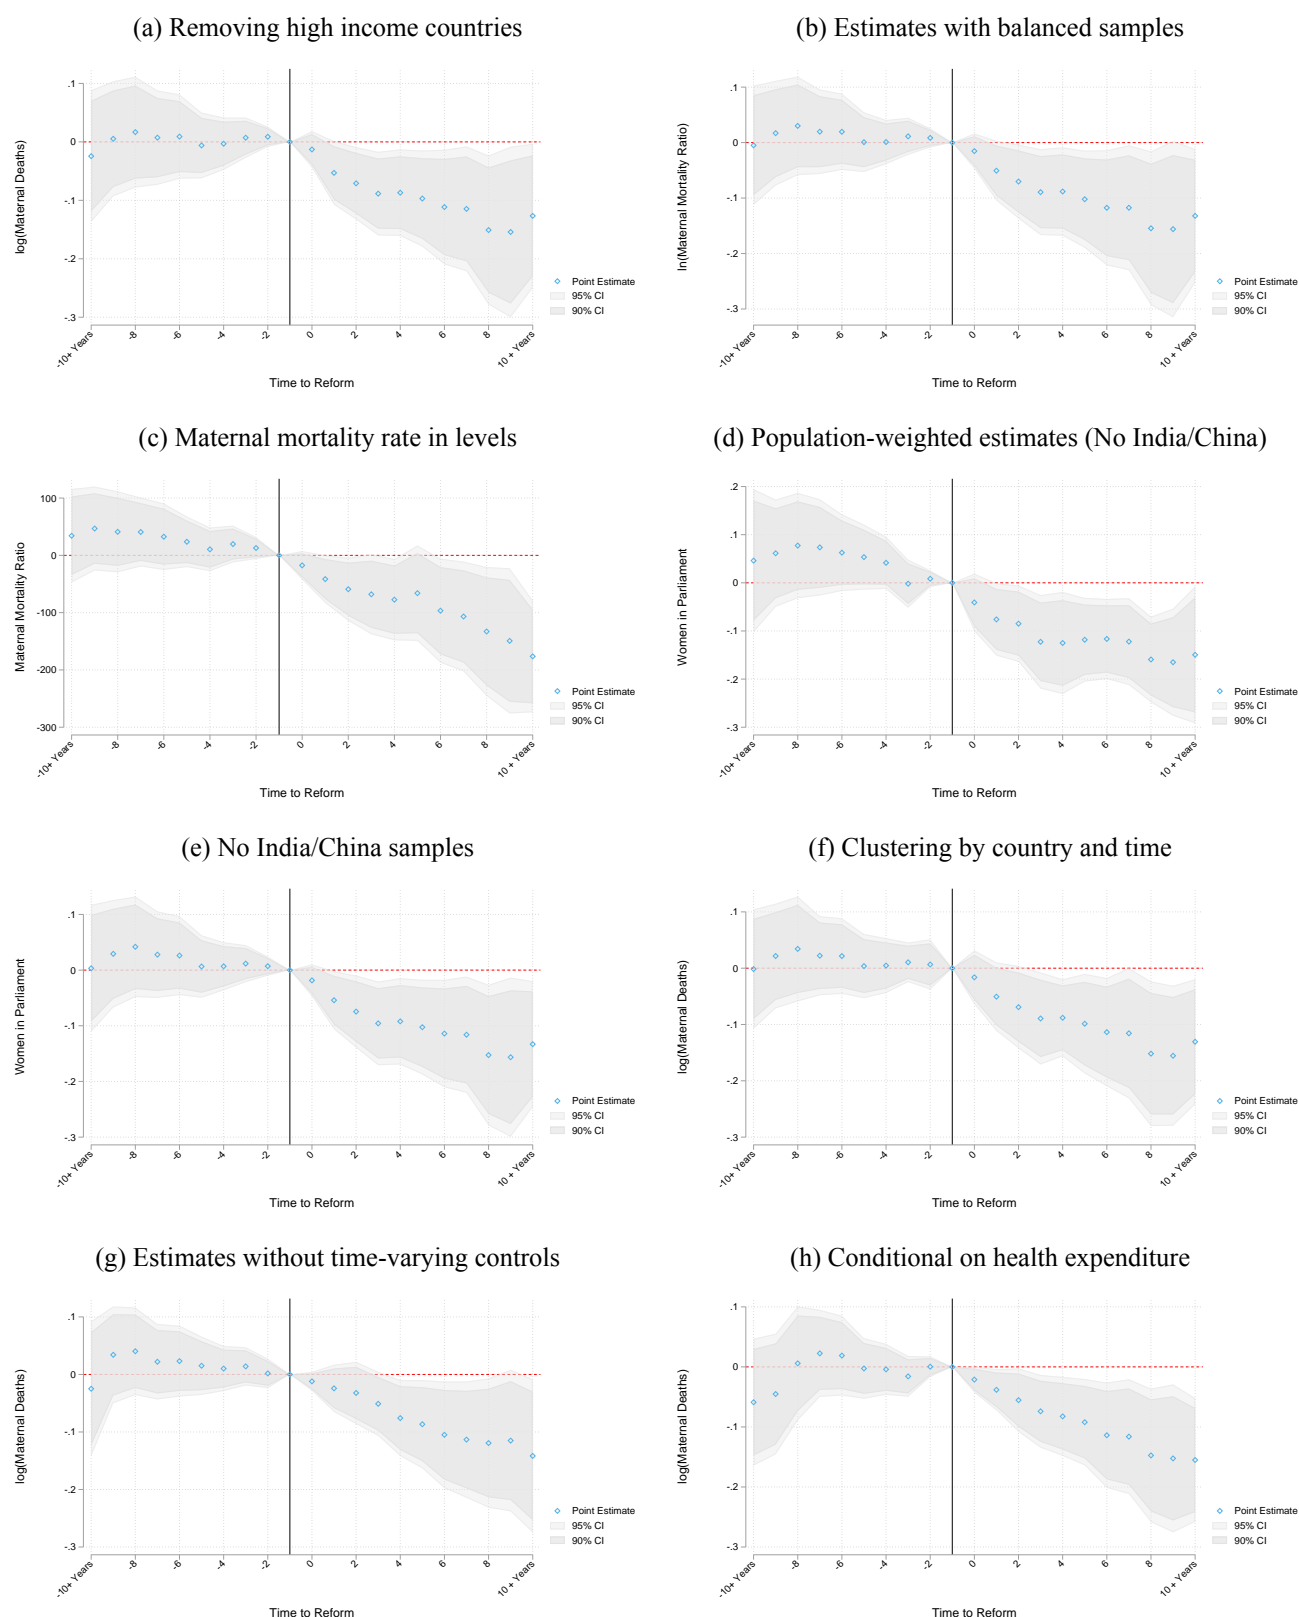 (a) Removing high income countries
log(Maternal Deaths)
.1
0
-.1
-.2
-.3
-10+ Years
-8
-6
-4
-2
0
2
4
6
8
10 + Years
Time to Reform
Point Estimate
95% CI
90% CI
(b) Estimates with balanced samples
ln(Maternal Mortality Ratio)
.1
0
-.1
-.2
-.3
-10+ Years
-8
-6
-4
-2
0
2
4
6
8
10 + Years
Time to Reform
Point Estimate
95% CI
90% CI
(c) Maternal mortality rate in levels
Maternal Mortality Ratio
100
0
-100
-200
-300
-10+ Years
-8
-6
-4
-2
0
2
4
6
8
10 + Years
Time to Reform
Point Estimate
95% CI
90% CI
(d) Population-weighted estimates (No India/China)
Women in Parliament
.2
.1
0
-.1
-.2
-.3
-10+ Years
-8
-6
-4
-2
0
2
4
6
8
10 + Years
Time to Reform
Point Estimate
95% CI
90% CI
(e) No India/China samples
Women in Parliament
.1
0
-.1
-.2
-.3
-10+ Years
-8
-6
-4
-2
0
2
4
6
8
10 + Years
Time to Reform
Point Estimate
95% CI
90% CI
(f) Clustering by country and time
log(Maternal Deaths)
.1
0
-.1
-.2
-.3
-10+ Years
-8
-6
-4
-2
0
2
4
6
8
10 + Years
Time to Reform
Point Estimate
95% CI
90% CI
(g) Estimates without time-varying controls
log(Maternal Deaths)
.1
0
-.1
-.2
-.3
-10+ Years
-8
-6
-4
-2
0
2
4
6
8
10 + Years
Time to Reform
Point Estimate
95% CI
90% CI
(h) Conditional on health expenditure
log(Maternal Deaths)
.1
0
-.1
-.2
-.3
-10+ Years
-8
-6
-4
-2
0
2
4
6
8
10 + Years
Time to Reform
Point Estimate
95% CI
90% CI